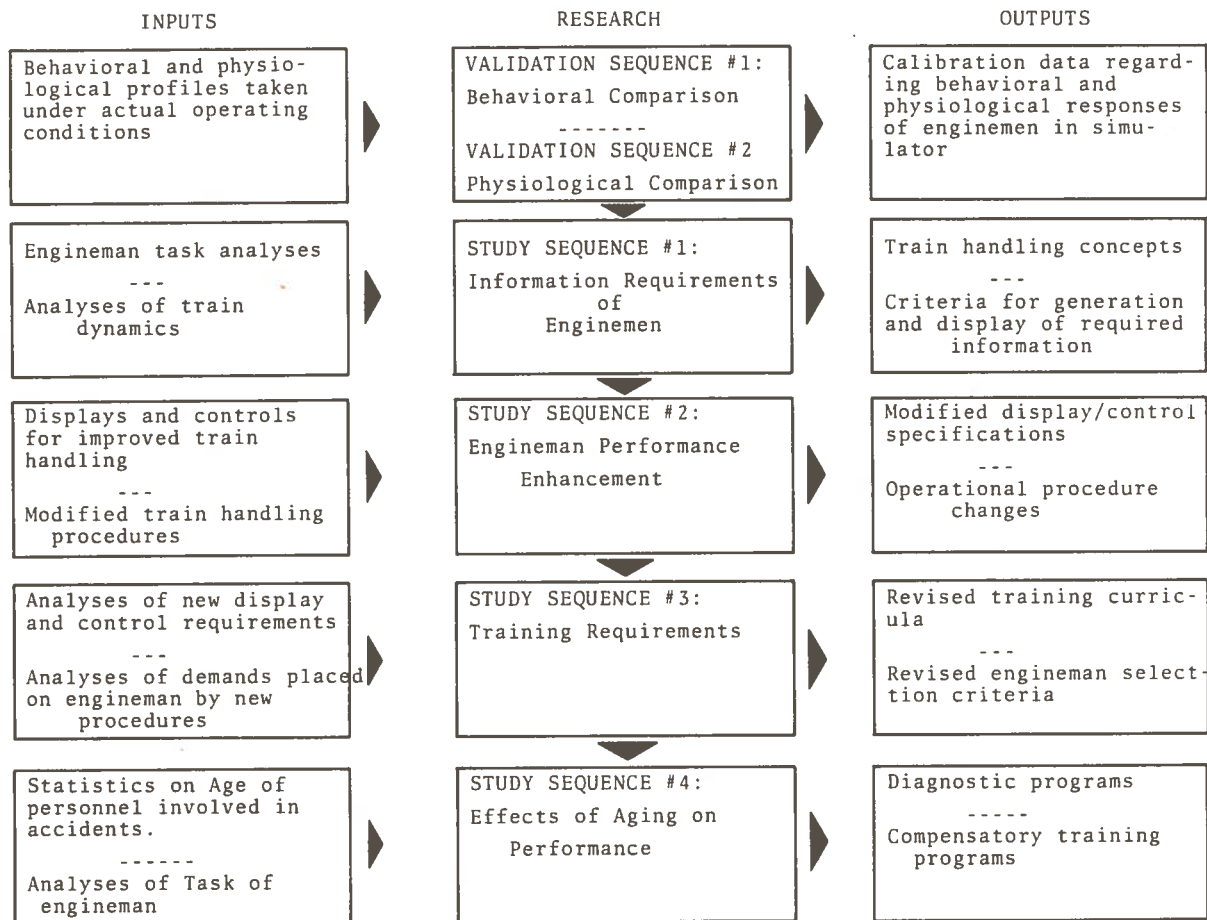 INPUTS
RESEARCH
OUTPUTS
Behavioral and physio-
logical profiles taken
under actual operating
conditions
VALIDATION SEQUENCE #1:
Behavioral Comparison
-------
VALIDATION SEQUENCE #2
Physiological Comparison
Calibration data regard-
ing behavioral and
physiological responses
of enginemen in simu-
lator
Engineman task analyses
---
Analyses of train
dynamics
STUDY SEQUENCE #1:
Information Requirements
of
Enginemen
Train handling concepts
---
Criteria for generation
and display of required
information
Displays and controls
for improved train
handling
---
Modified train handling
procedures
STUDY SEQUENCE #2:
Engineman Performance
Enhancement
Modified display/control
specifications
---
Operational procedure
changes
Analyses of new display
and control requirements
---
Analyses of demands placed
on engineman by new
procedures
STUDY SEQUENCE #3:
Training Requirements
Revised training curric-
ula
---
Revised engineman selec-
tion criteria
Statistics on Age of
personnel involved in
accidents.
------
Analyses of Task of
engineman
STUDY SEQUENCE #4:
Effects of Aging on
Performance
Diagnostic programs
-----
Compensatory training
programs